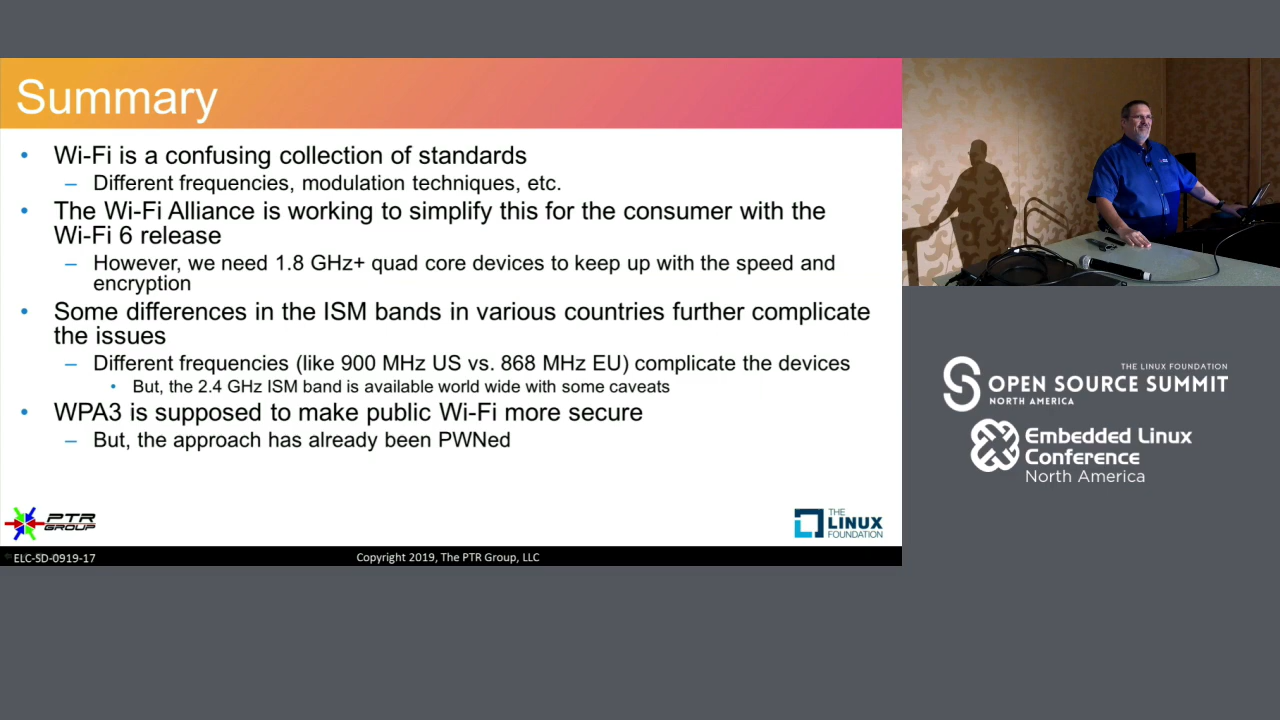 Summary
• Wi-Fi is a confusing collection of standards
– Different frequencies, modulation techniques, etc.
• The Wi-Fi Alliance is working to simplify this for the consumer with the
Wi-Fi 6 release
– However, we need 1.8 GHz+ quad core devices to keep up with the speed and
encryption
• Some differences in the ISM bands in various countries further complicate
the issues
– Different frequencies (like 900 MHz US vs. 868 MHz EU) complicate the devices
• But, the 2.4 GHz ISM band is available world wide with some caveats
• WPA3 is supposed to make public Wi-Fi more secure
– But, the approach has already been PWNed
PTR
GROUP
THE
LINUX
FOUNDATION
ELC-SD-0919-17
Copyright 2019, The PTR Group, LLC
THE LINUX FOUNDATION
OPEN SOURCE SUMMIT
NORTH AMERICA
Embedded Linux
Conference
North America